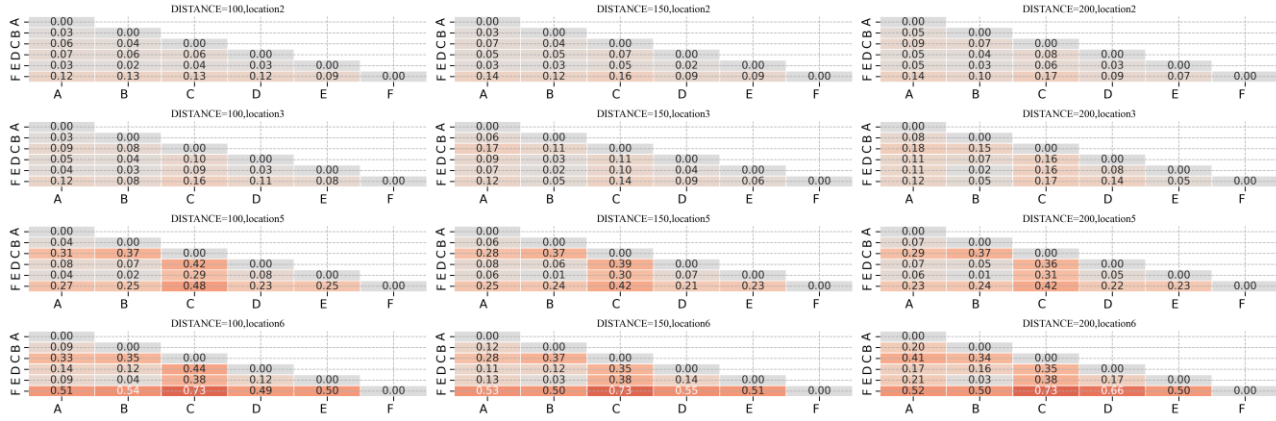 DISTANCE=100,location2
A 0.00
B 0.03 0.00
C 0.06 0.04 0.00
D 0.07 0.06 0.06 0.00
E 0.03 0.02 0.04 0.03 0.00
F 0.12 0.13 0.13 0.12 0.09 0.00
A B C D E F
DISTANCE=150,location2
A 0.00
B 0.03 0.00
C 0.07 0.04 0.00
D 0.05 0.05 0.07 0.00
E 0.03 0.03 0.05 0.02 0.00
F 0.14 0.12 0.16 0.09 0.09 0.00
A B C D E F
DISTANCE=200,location2
A 0.00
B 0.05 0.00
C 0.09 0.07 0.00
D 0.05 0.04 0.08 0.00
E 0.05 0.03 0.06 0.03 0.00
F 0.14 0.10 0.17 0.09 0.07 0.00
A B C D E F
DISTANCE=100,location3
A 0.00
B 0.03 0.00
C 0.09 0.08 0.00
D 0.05 0.04 0.10 0.00
E 0.04 0.03 0.09 0.03 0.00
F 0.12 0.08 0.16 0.11 0.08 0.00
A B C D E F
DISTANCE=150,location3
A 0.00
B 0.06 0.00
C 0.17 0.11 0.00
D 0.09 0.03 0.11 0.00
E 0.07 0.02 0.10 0.04 0.00
F 0.12 0.05 0.14 0.09 0.06 0.00
A B C D E F
DISTANCE=200,location3
A 0.00
B 0.08 0.00
C 0.18 0.15 0.00
D 0.11 0.07 0.16 0.00
E 0.11 0.02 0.16 0.08 0.00
F 0.12 0.05 0.17 0.14 0.05 0.00
A B C D E F
DISTANCE=100,location5
A 0.00
B 0.04 0.00
C 0.31 0.37 0.00
D 0.08 0.07 0.42 0.00
E 0.04 0.02 0.29 0.08 0.00
F 0.27 0.25 0.48 0.23 0.25 0.00
A B C D E F
DISTANCE=150,location5
A 0.00
B 0.06 0.00
C 0.28 0.37 0.00
D 0.08 0.06 0.39 0.00
E 0.06 0.01 0.30 0.07 0.00
F 0.25 0.24 0.42 0.21 0.23 0.00
A B C D E F
DISTANCE=200,location5
A 0.00
B 0.07 0.00
C 0.29 0.37 0.00
D 0.07 0.05 0.36 0.00
E 0.06 0.01 0.31 0.05 0.00
F 0.23 0.24 0.42 0.22 0.23 0.00
A B C D E F
DISTANCE=100,location6
A 0.00
B 0.09 0.00
C 0.33 0.35 0.00
D 0.14 0.12 0.44 0.00
E 0.09 0.04 0.38 0.12 0.00
F 0.51 0.54 0.73 0.49 0.50 0.00
A B C D E F
DISTANCE=150,location6
A 0.00
B 0.12 0.00
C 0.28 0.37 0.00
D 0.11 0.12 0.35 0.00
E 0.13 0.03 0.38 0.14 0.00
F 0.53 0.50 0.73 0.55 0.51 0.00
A B C D E F
DISTANCE=200,location6
A 0.00
B 0.20 0.00
C 0.41 0.34 0.00
D 0.17 0.16 0.35 0.00
E 0.21 0.03 0.38 0.17 0.00
F 0.52 0.50 0.73 0.66 0.50 0.00
A B C D E F